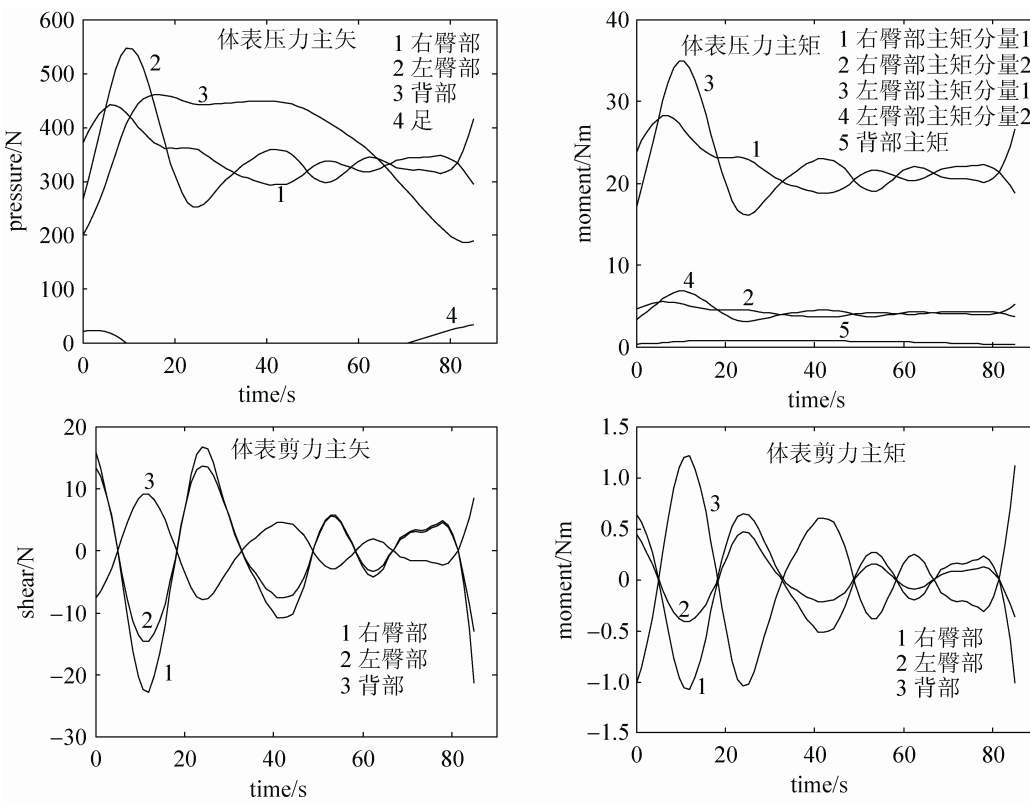 体表压力主矢
1 右臀部
2 左臀部
3 背部
4 足
600
500
400
300
200
100
0
pressure/N
0 20 40 60 80
time/s
2
3
1
4
体表压力主矩
1 右臀部主矩分量1
2 右臀部主矩分量2
3 左臀部主矩分量1
4 左臀部主矩分量2
5 背部主矩
40
30
20
10
0
moment/Nm
0 20 40 60 80
time/s
3
1
4
2
5
体表剪力主矢
20
10
0
−10
−20
−30
shear/N
0 20 40 60 80
time/s
3
2
1
1 右臀部
2 左臀部
3 背部
体表剪力主矩
1.5
1.0
0.5
0
−0.5
−1.0
−1.5
moment/Nm
0 20 40 60 80
time/s
3
2
1
1 右臀部
2 左臀部
3 背部